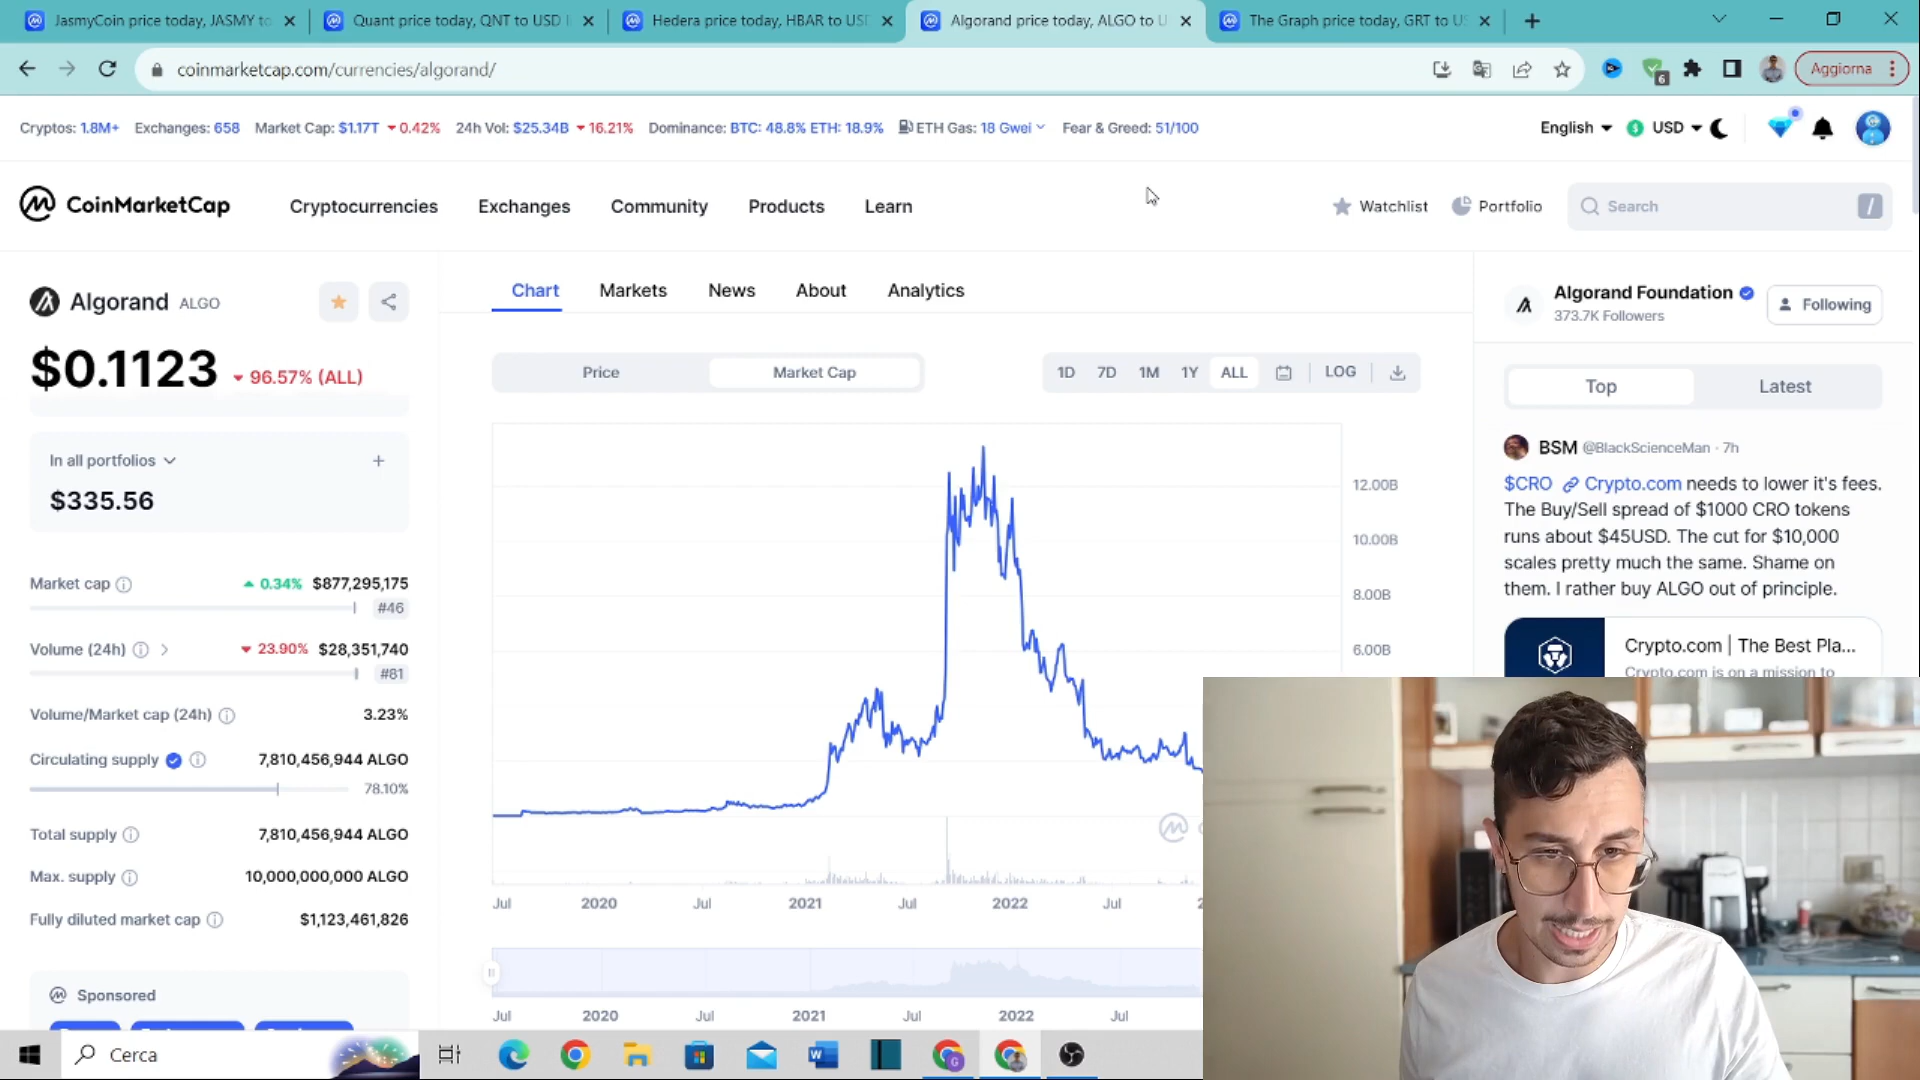 JasmyCoin price today, JASMY to
Quant price today, QNT to USD li
Hedera price today, HBAR to USD
Algorand price today, ALGO to U
The Graph price today, GRT to US
coinmarketcap.com/currencies/algorand/
6
Aggiorna
Cryptos: 1.8M+ Exchanges: 658 Market Cap: $1.17T 0.42% 24h Vol: $25.34B 16.21% Dominance: BTC: 48.8% ETH: 18.9% ETH Gas: 18 Gwei Fear & Greed: 51/100
English USD
CoinMarketCap
Cryptocurrencies Exchanges Community Products Learn
Watchlist Portfolio Search /
Algorand ALGO
$0.1123 96.57% (ALL)
In all portfolios +
$335.56
Market cap 0.34% $877,295,175
#46
Volume (24h) 23.90% $28,351,740
#81
Volume/Market cap (24h) 3.23%
Circulating supply 7,810,456,944 ALGO
78.10%
Total supply 7,810,456,944 ALGO
Max. supply 10,000,000,000 ALGO
Fully diluted market cap $1,123,461,826
Sponsored
Chart Markets News About Analytics
Price Market Cap
1D 7D 1M 1Y ALL LOG
12.00B
10.00B
8.00B
6.00B
Jul 2020 Jul 2021 Jul 2022 Jul
Jul 2020 Jul 2021 Jul 2022 Jul
Algorand Foundation
373.7K Followers
Following
Top Latest
BSM @BlackScienceMan · 7h
$CRO Crypto.com needs to lower it's fees.
The Buy/Sell spread of $1000 CRO tokens
runs about $45USD. The cut for $10,000
scales pretty much the same. Shame on
them. I rather buy ALGO out of principle.
Crypto.com | The Best Pla...
Crypto.com is on a mission to
Cerca